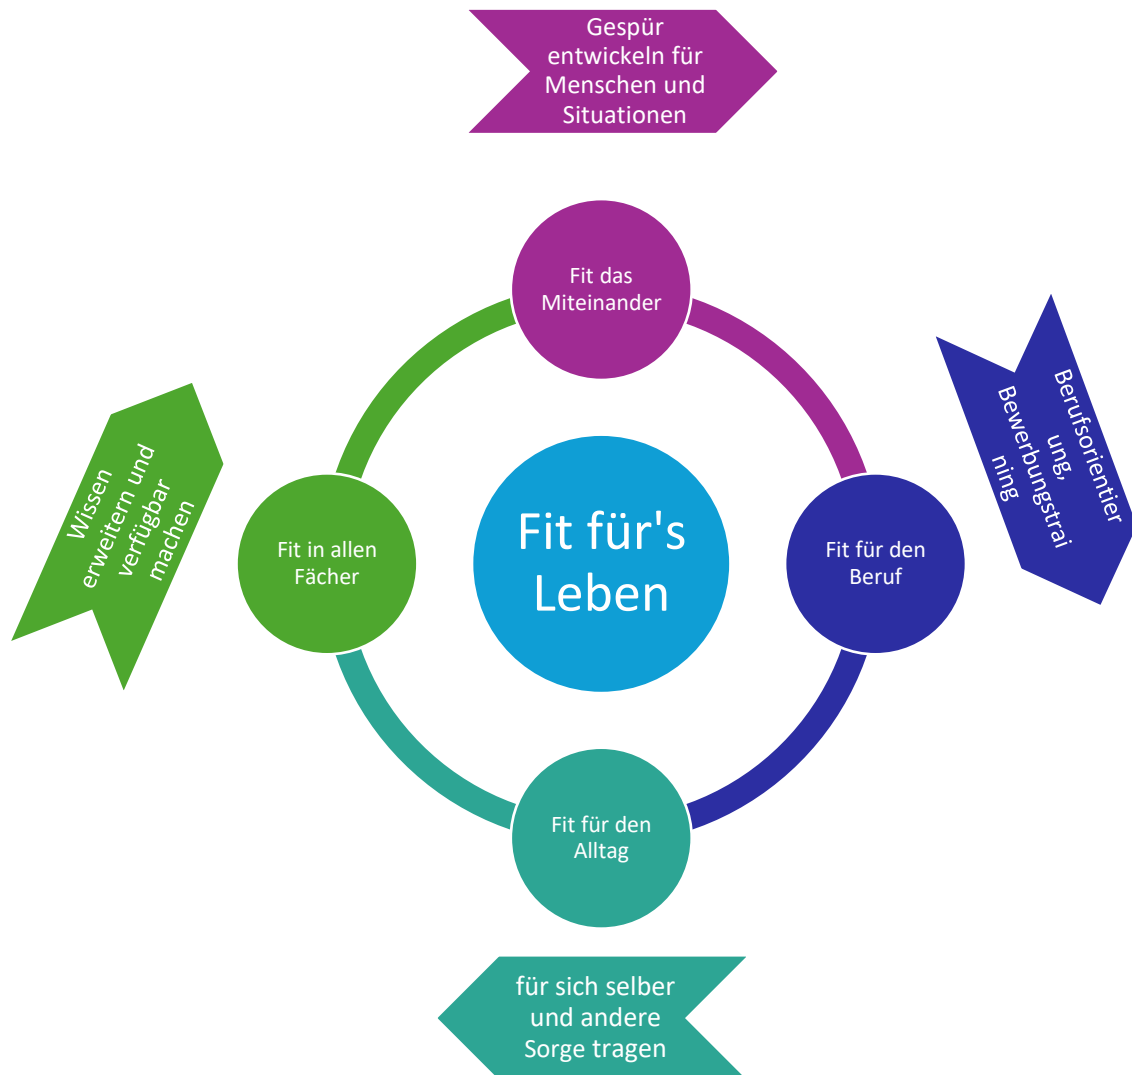 Gespür
entwickeln für
Menschen und
Situationen
Fit das
Miteinander
Berufsorientier
ung,
Bewerbungstrai
ning
Wissen
erweitern und
verfügbar
machen
Fit in allen
Fächer
Fit für's
Leben
Fit für den
Beruf
Fit für den
Alltag
für sich selber
und andere
Sorge tragen